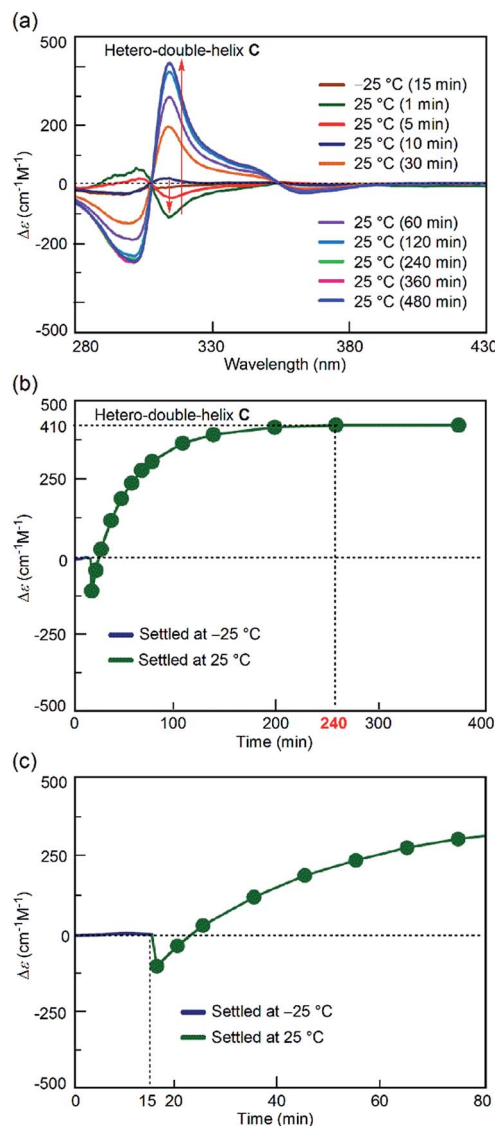 (a)
500
200
0
-200
-500
Δε (cm⁻¹M⁻¹)
Hetero-double-helix C
–25 °C (15 min)
25 °C (1 min)
25 °C (5 min)
25 °C (10 min)
25 °C (30 min)
25 °C (60 min)
25 °C (120 min)
25 °C (240 min)
25 °C (360 min)
25 °C (480 min)
280 330 380 430
Wavelength (nm)
(b)
500
410
250
0
-250
-500
Δε (cm⁻¹M⁻¹)
Hetero-double-helix C
Settled at –25 °C
Settled at 25 °C
0 100 200 240 300 400
Time (min)
(c)
500
250
0
-250
-500
Δε (cm⁻¹M⁻¹)
Settled at –25 °C
Settled at 25 °C
0 15 20 40 60 80
Time (min)